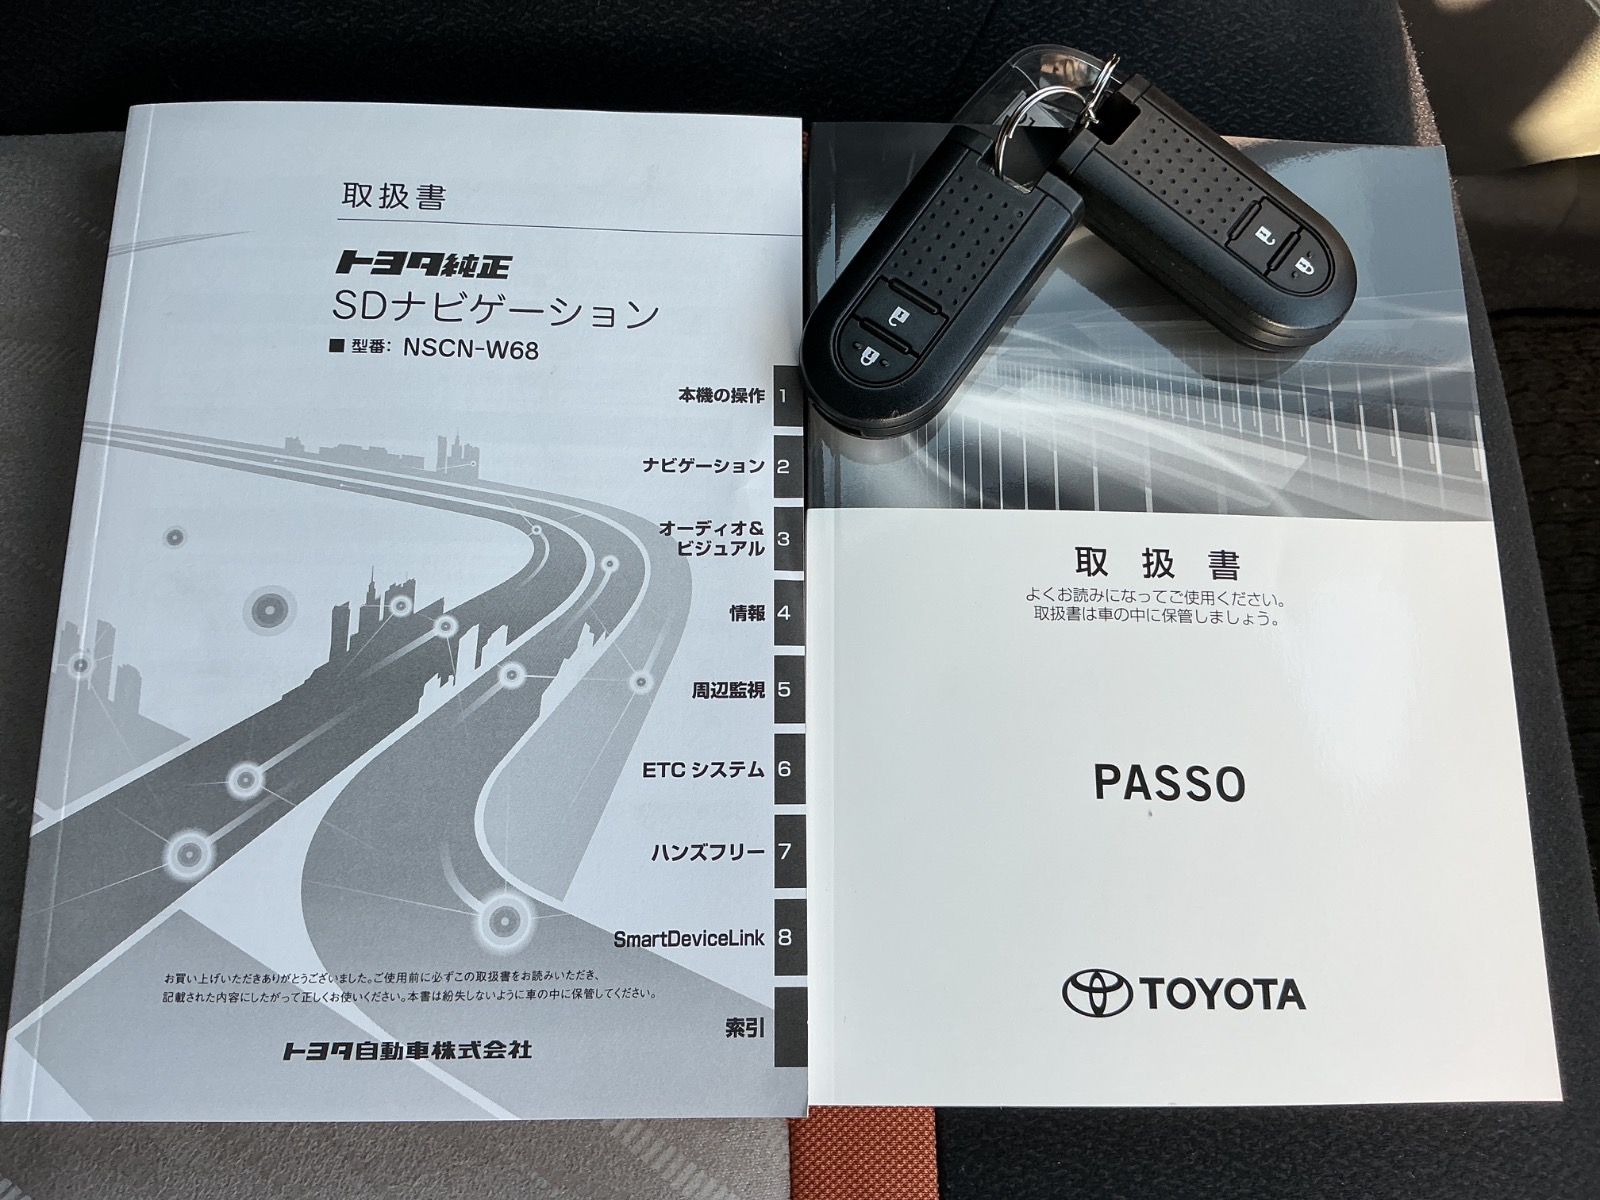 取扱書
トヨタ純正
SDナビゲーション
■ 型番: NSCN-W68
本機の操作 1
ナビゲーション 2
オーディオ&
ビジュアル 3
情報 4
周辺監視 5
ETC システム 6
ハンズフリー 7
SmartDeviceLink 8
索引
お買い上げいただきありがとうございました。ご使用前に必ずこの取扱書をお読みいただき、
記載された内容にしたがって正しくお使いください。本書は紛失しないように車の中に保管してください。
トヨタ自動車株式会社
取扱書
よくお読みになってご使用ください。
取扱書は車の中に保管しましょう。
PASSO
TOYOTA